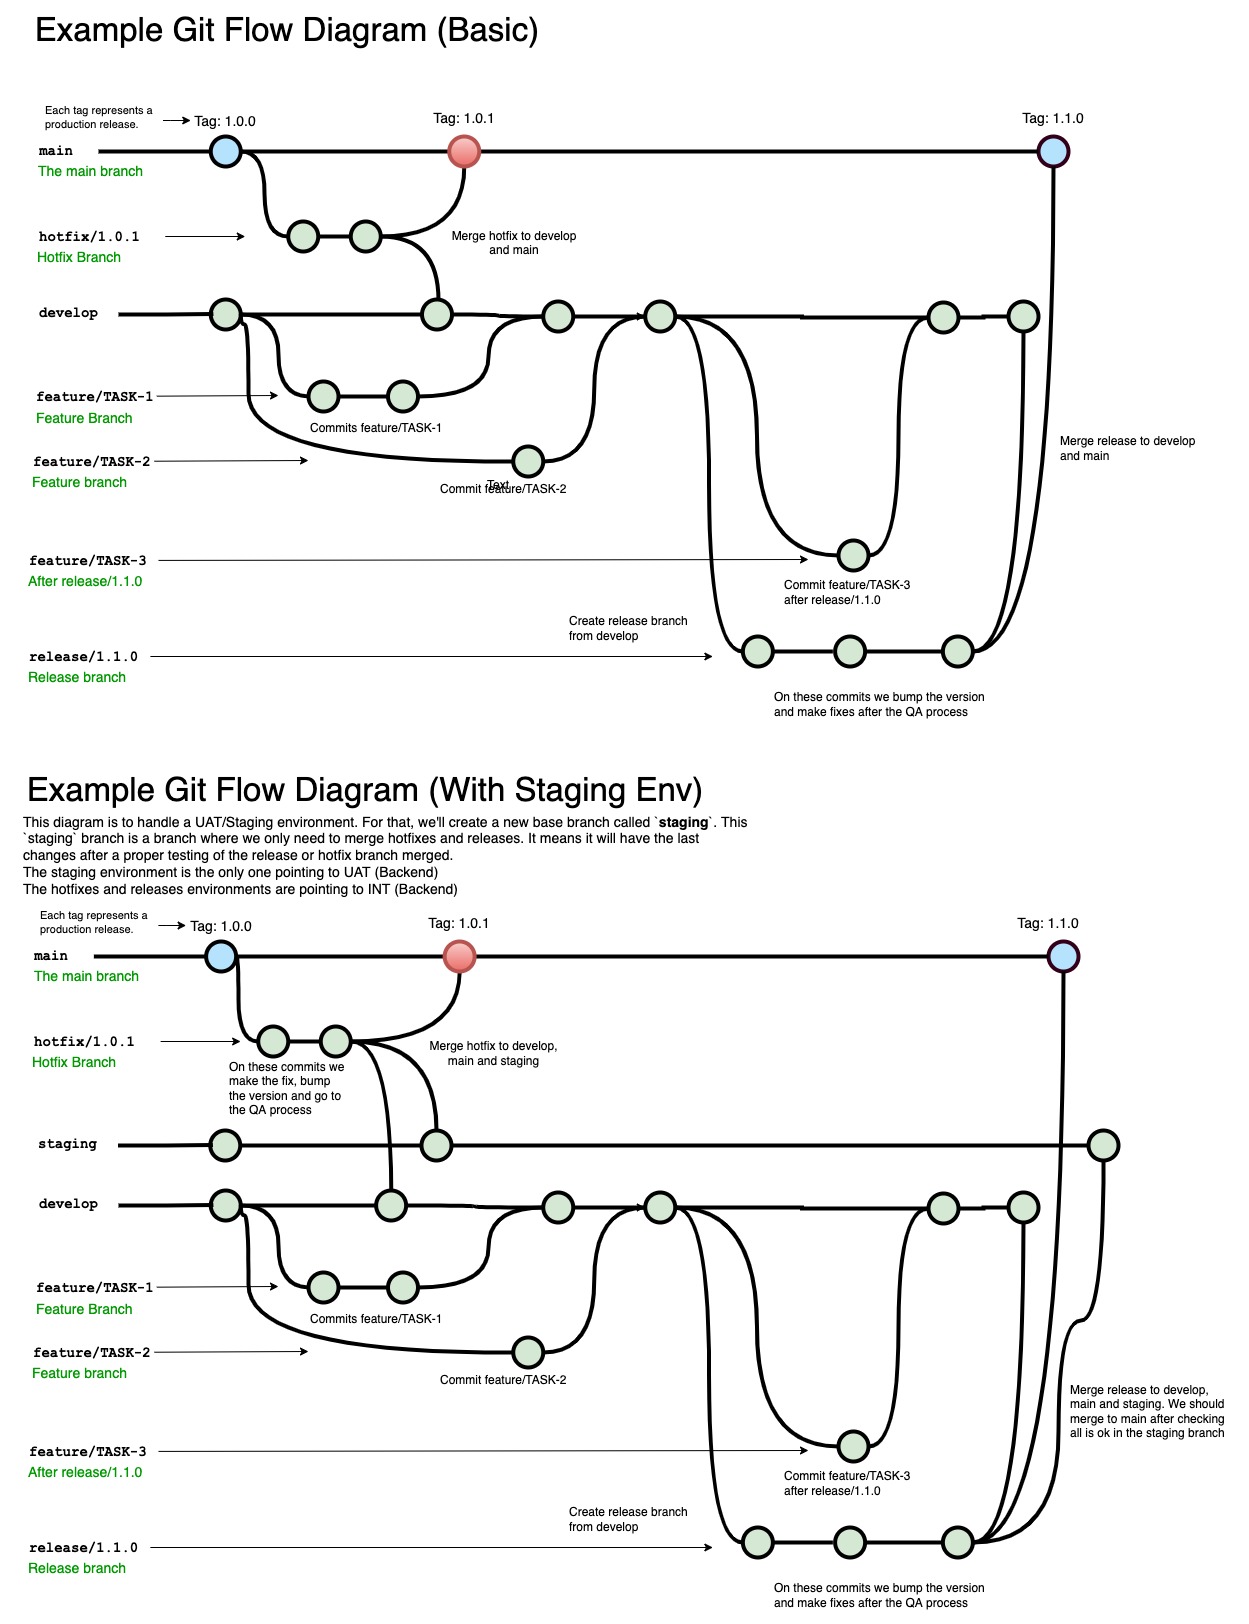 Example Git Flow Diagram (Basic)
Each tag represents a
production release.
Tag: 1.0.0
Tag: 1.0.1
Tag: 1.1.0
main
The main branch
hotfix/1.0.1
Hotfix Branch
Merge hotfix to develop
and main
develop
feature/TASK-1
Feature Branch
Commits feature/TASK-1
Merge release to develop
and main
feature/TASK-2
Feature branch
Text
Commit feature/TASK-2
feature/TASK-3
After release/1.1.0
Commit feature/TASK-3
after release/1.1.0
Create release branch
from develop
release/1.1.0
Release branch
On these commits we bump the version
and make fixes after the QA process
Example Git Flow Diagram (With Staging Env)
This diagram is to handle a UAT/Staging environment. For that, we'll create a new base branch called `staging`. This
`staging` branch is a branch where we only need to merge hotfixes and releases. It means it will have the last
changes after a proper testing of the release or hotfix branch merged.
The staging environment is the only one pointing to UAT (Backend)
The hotfixes and releases environments are pointing to INT (Backend)
Each tag represents a
production release.
Tag: 1.0.0
Tag: 1.0.1
Tag: 1.1.0
main
The main branch
hotfix/1.0.1
Hotfix Branch
On these commits we
make the fix, bump
the version and go to
the QA process
Merge hotfix to develop,
main and staging
staging
develop
feature/TASK-1
Feature Branch
Commits feature/TASK-1
feature/TASK-2
Feature branch
Commit feature/TASK-2
Merge release to develop,
main and staging. We should
merge to main after checking
all is ok in the staging branch
feature/TASK-3
After release/1.1.0
Commit feature/TASK-3
after release/1.1.0
Create release branch
from develop
release/1.1.0
Release branch
On these commits we bump the version
and make fixes after the QA process